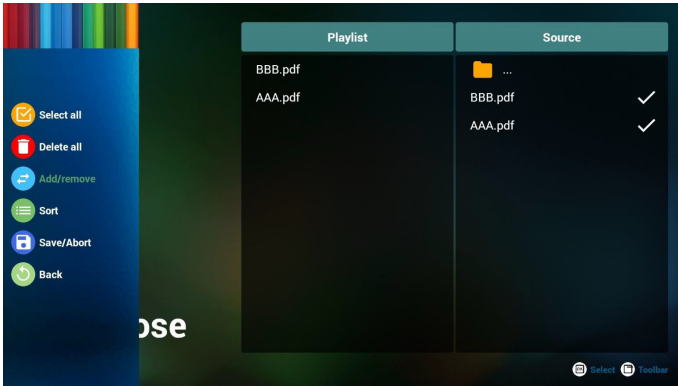 Playlist
Source
BBB.pdf
AAA.pdf
...
BBB.pdf
AAA.pdf
Select all
Delete all
Add/remove
Sort
Save/Abort
Back
ose
Select
Toolbar